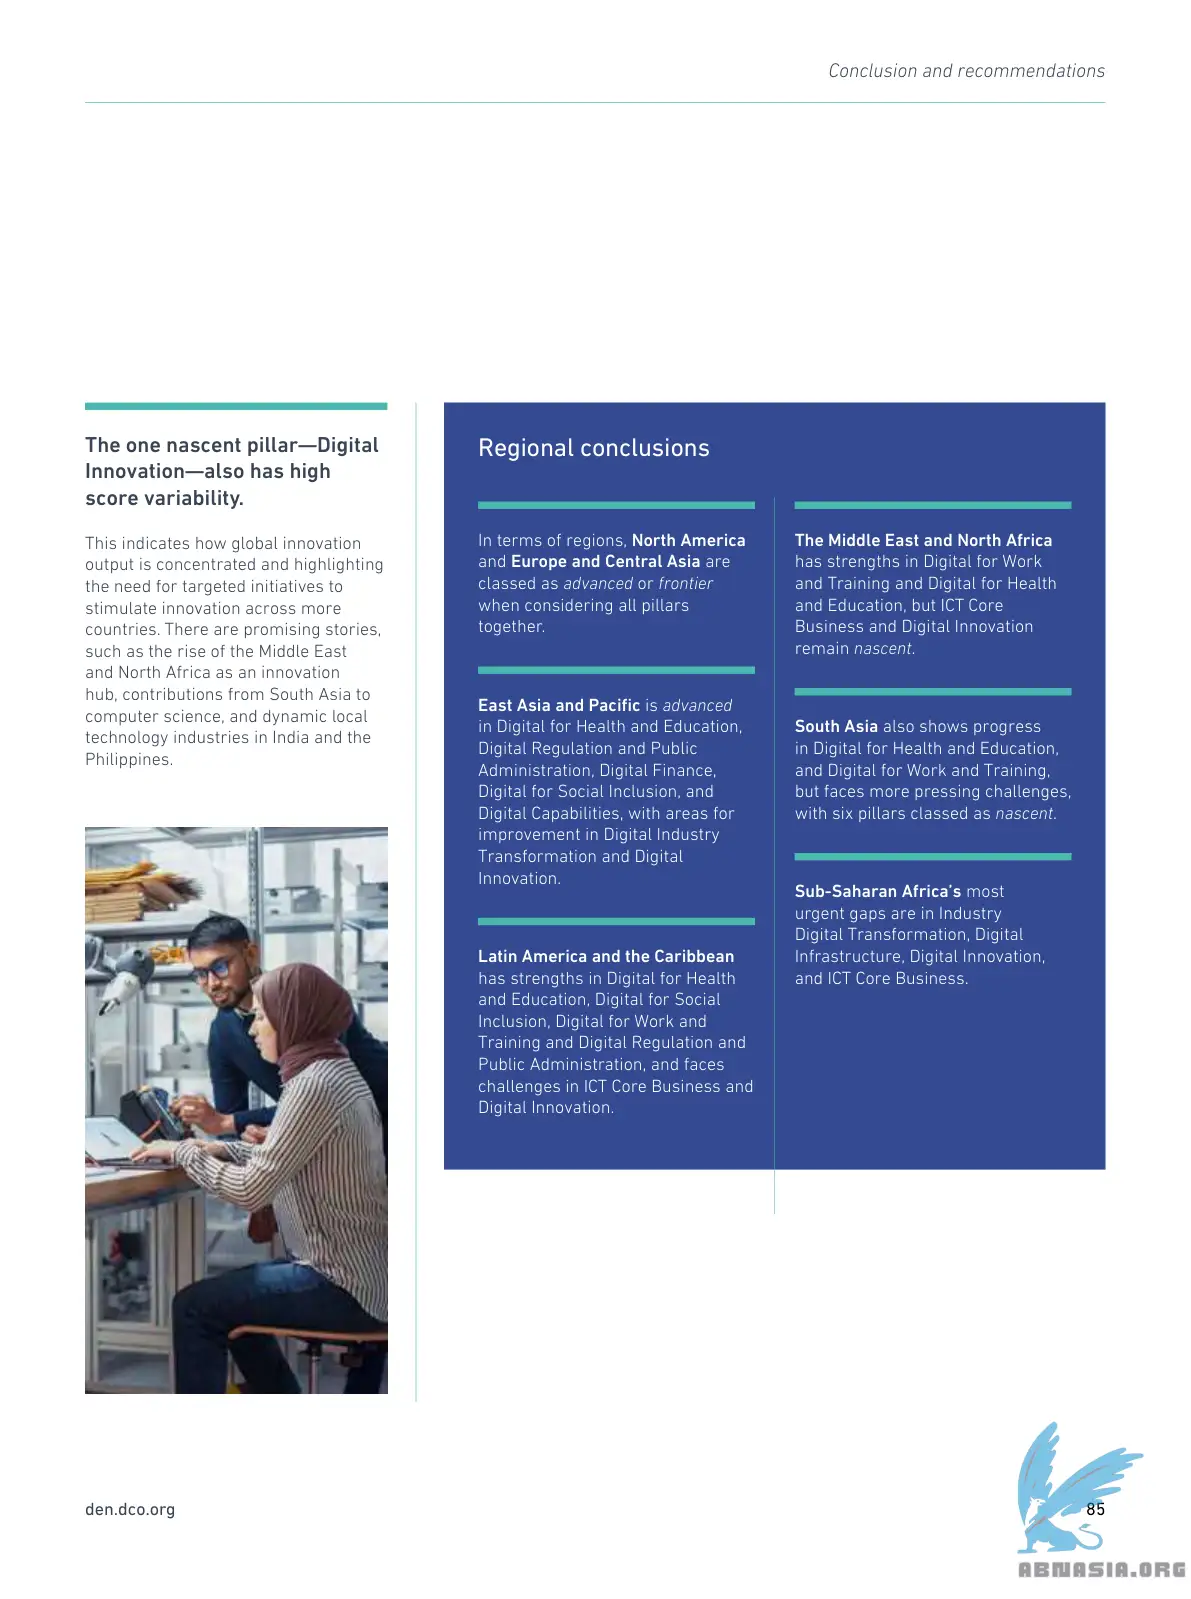 Conclusion and recommendations
The one nascent pillar—Digital
Innovation—also has high
score variability.
This indicates how global innovation
output is concentrated and highlighting
the need for targeted initiatives to
stimulate innovation across more
countries. There are promising stories,
such as the rise of the Middle East
and North Africa as an innovation
hub, contributions from South Asia to
computer science, and dynamic local
technology industries in India and the
Philippines.
Regional conclusions
In terms of regions, North America
and Europe and Central Asia are
classed as advanced or frontier
when considering all pillars
together.
East Asia and Pacific is advanced
in Digital for Health and Education,
Digital Regulation and Public
Administration, Digital Finance,
Digital for Social Inclusion, and
Digital Capabilities, with areas for
improvement in Digital Industry
Transformation and Digital
Innovation.
Latin America and the Caribbean
has strengths in Digital for Health
and Education, Digital for Social
Inclusion, Digital for Work and
Training and Digital Regulation and
Public Administration, and faces
challenges in ICT Core Business and
Digital Innovation.
The Middle East and North Africa
has strengths in Digital for Work
and Training and Digital for Health
and Education, but ICT Core
Business and Digital Innovation
remain nascent.
South Asia also shows progress
in Digital for Health and Education,
and Digital for Work and Training,
but faces more pressing challenges,
with six pillars classed as nascent.
Sub-Saharan Africa's most
urgent gaps are in Industry
Digital Transformation, Digital
Infrastructure, Digital Innovation,
and ICT Core Business.
den.dco.org
85
ABNASIA.ORG